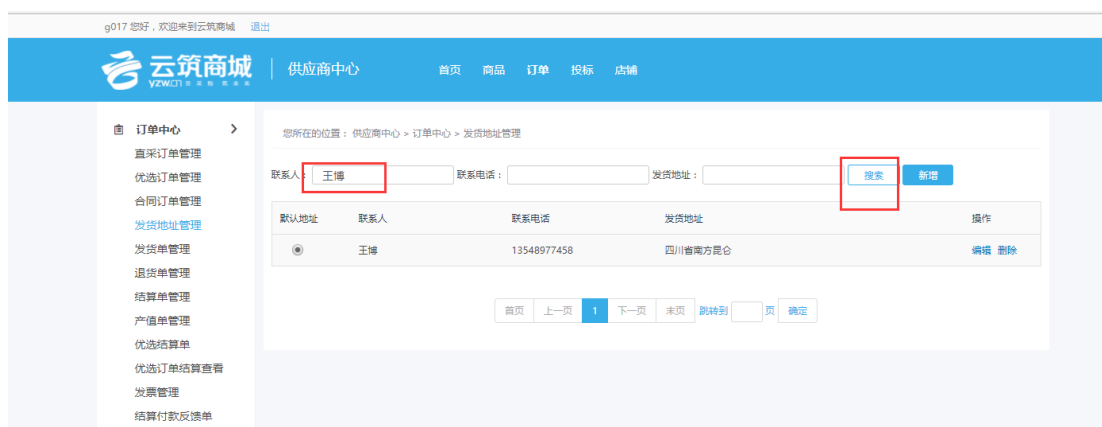 g017 您好，欢迎来到云筑商城 退出
云筑商城 供应商中心 首页 商品 订单 投标 店铺
yzw.cn
订单中心
您所在的位置： 供应商中心 > 订单中心 > 发货地址管理
直采订单管理
联系人： 王博 联系电话： 发货地址： 搜索 新增
优选订单管理
合同订单管理
默认地址 联系人 联系电话 发货地址 操作
发货地址管理
发货单管理
王博 13548977458 四川省南方昆仑 编辑 删除
退货单管理
结算单管理
首页 上一页 1 下一页 末页 跳转到 页 确定
产值单管理
优选结算单
优选订单结算查看
发票管理
结算付款反馈单